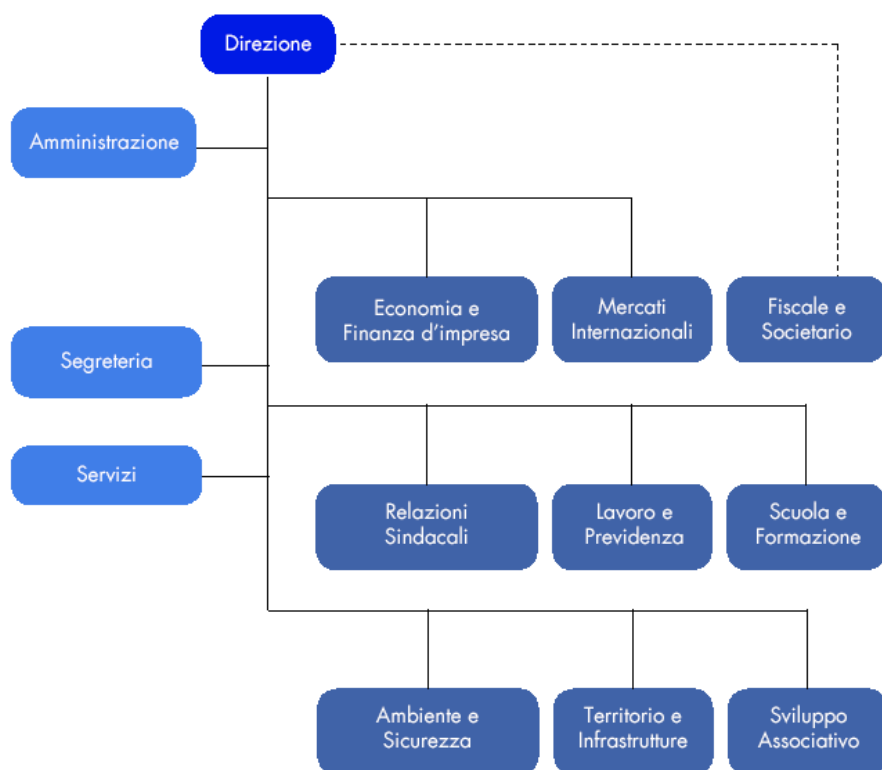 Direzione
Amministrazione
Economia e
Finanza d'impresa
Mercati
Internazionali
Fiscale e
Societario
Segreteria
Servizi
Relazioni
Sindacali
Lavoro e
Previdenza
Scuola e
Formazione
Ambiente e
Sicurezza
Territorio e
Infrastrutture
Sviluppo
Associativo